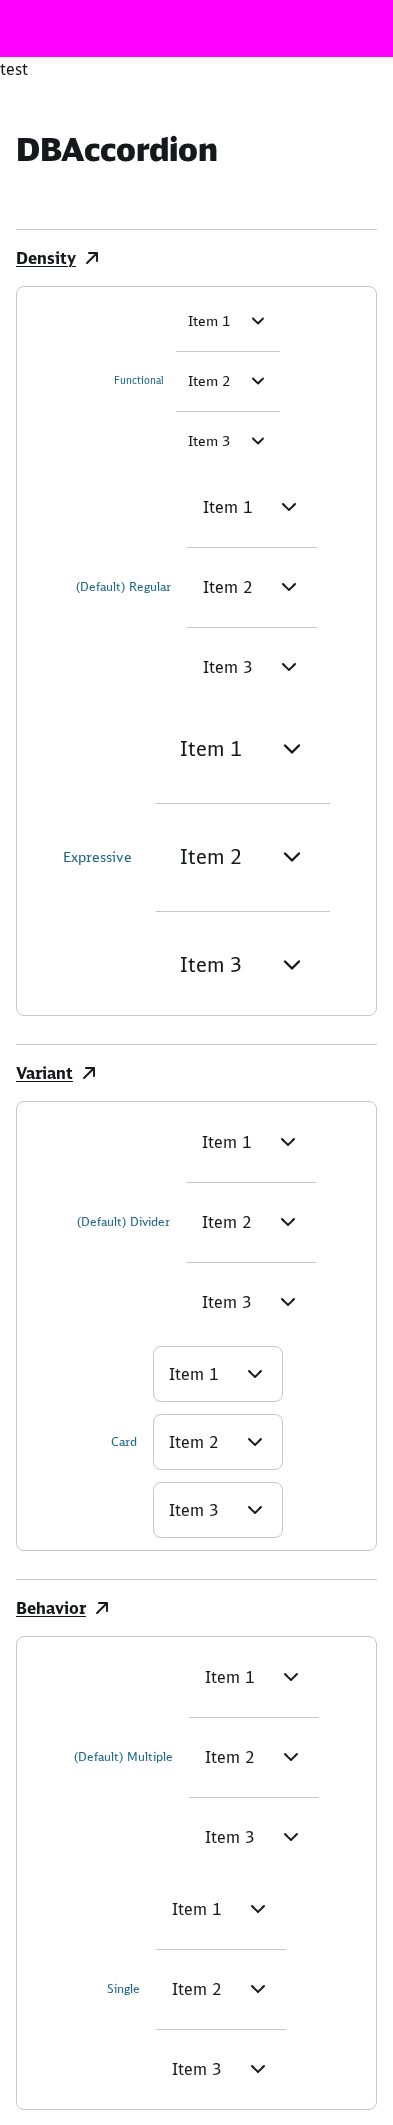 test
DBAccordion
Density
Item 1
Functional
Item 2
Item 3
Item 1
(Default) Regular
Item 2
Item 3
Item 1
Expressive
Item 2
Item 3
Variant
Item 1
(Default) Divider
Item 2
Item 3
Item 1
Card
Item 2
Item 3
Behavior
Item 1
(Default) Multiple
Item 2
Item 3
Item 1
Single
Item 2
Item 3